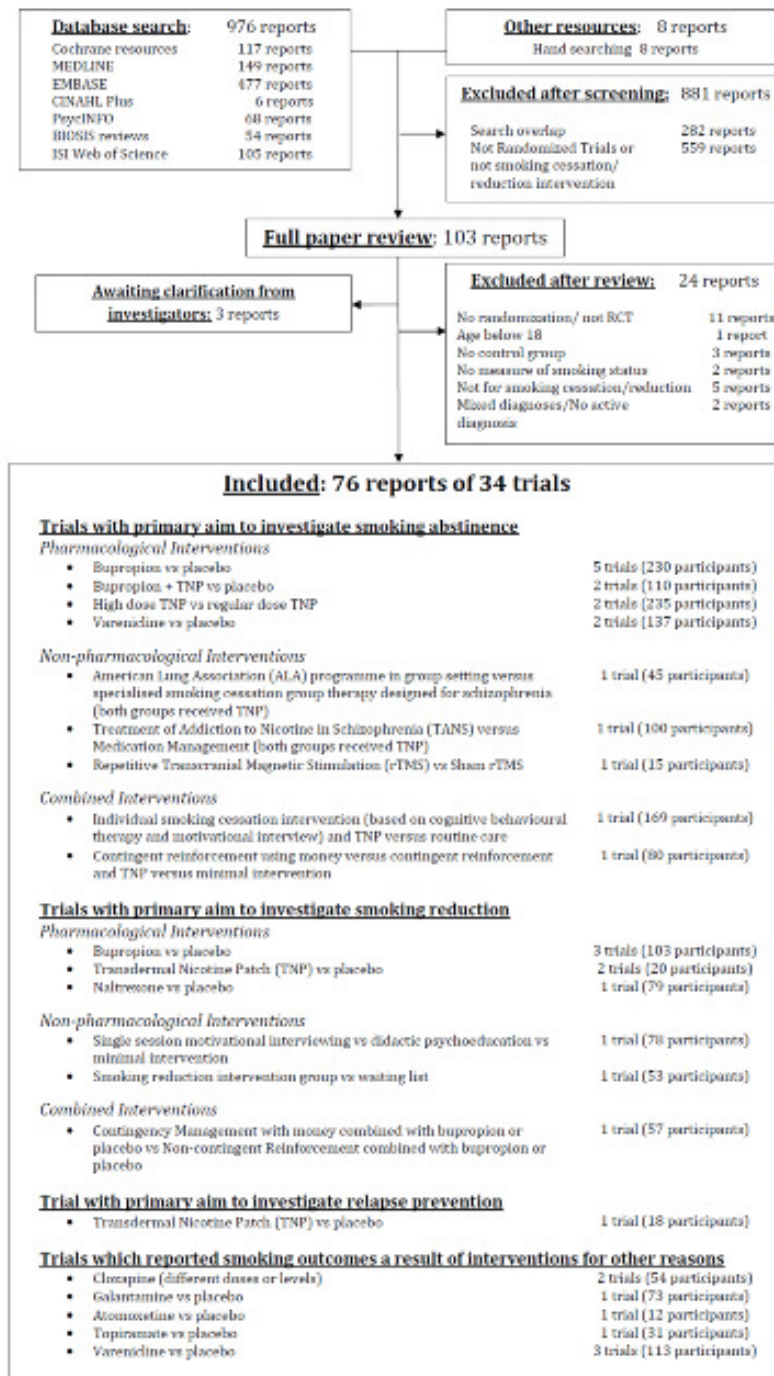 Database search: 976 reports
Cochrane resources 117 reports
MEDLINE 149 reports
EMBASE 477 reports
CINAHL Plus 6 reports
PsycINFO 68 reports
BIOSIS reviews 54 reports
ISI Web of Science 105 reports
Other resources: 8 reports
Hand searching 8 reports
Excluded after screening: 881 reports
Search overlap 282 reports
Not Randomized Trials or 559 reports
not smoking cessation/
reduction intervention
Full paper review: 103 reports
Awaiting clarification from
investigators: 3 reports
Excluded after review: 24 reports
No randomization/ not RCT 11 reports
Age below 18 1 report
No control group 3 reports
No measure of smoking status 2 reports
Not for smoking cessation/reduction 5 reports
Mixed diagnoses/No active 2 reports
diagnosis
Included: 76 reports of 34 trials
Trials with primary aim to investigate smoking abstinence
Pharmacological Interventions
• Bupropion vs placebo 5 trials (230 participants)
• Bupropion + TNP vs placebo 2 trials (110 participants)
• High dose TNP vs regular dose TNP 2 trials (235 participants)
• Varenicline vs placebo 2 trials (137 participants)
Non-pharmacological Interventions
• American Lung Association (ALA) programme in group setting versus 1 trial (45 participants)
specialised smoking cessation group therapy designed for schizophrenia
(both groups received TNP)
• Treatment of Addiction to Nicotine in Schizophrenia (TANS) versus 1 trial (100 participants)
Medication Management (both groups received TNP)
• Repetitive Transcranial Magnetic Stimulation (rTMS) vs Sham rTMS 1 trial (15 participants)
Combined Interventions
• Individual smoking cessation intervention (based on cognitive behavioural 1 trial (169 participants)
therapy and motivational interview) and TNP versus routine care
• Contingent reinforcement using money versus contingent reinforcement 1 trial (80 participants)
and TNP versus minimal intervention
Trials with primary aim to investigate smoking reduction
Pharmacological Interventions
• Bupropion vs placebo 3 trials (103 participants)
• Transdermal Nicotine Patch (TNP) vs placebo 2 trials (20 participants)
• Naltrexone vs placebo 1 trial (79 participants)
Non-pharmacological Interventions
• Single session motivational interviewing vs didactic psychoeducation vs 1 trial (78 participants)
minimal intervention
• Smoking reduction intervention group vs waiting list 1 trial (53 participants)
Combined Interventions
• Contingency Management with money combined with bupropion or 1 trial (57 participants)
placebo vs Non-contingent Reinforcement combined with bupropion or
placebo
Trial with primary aim to investigate relapse prevention
• Transdermal Nicotine Patch (TNP) vs placebo 1 trial (18 participants)
Trials which reported smoking outcomes a result of interventions for other reasons
• Clozapine (different doses or levels) 2 trials (54 participants)
• Galantamine vs placebo 1 trial (73 participants)
• Atomoxetine vs placebo 1 trial (12 participants)
• Topiramate vs placebo 1 trial (31 participants)
• Varenicline vs placebo 3 trials (113 participants)